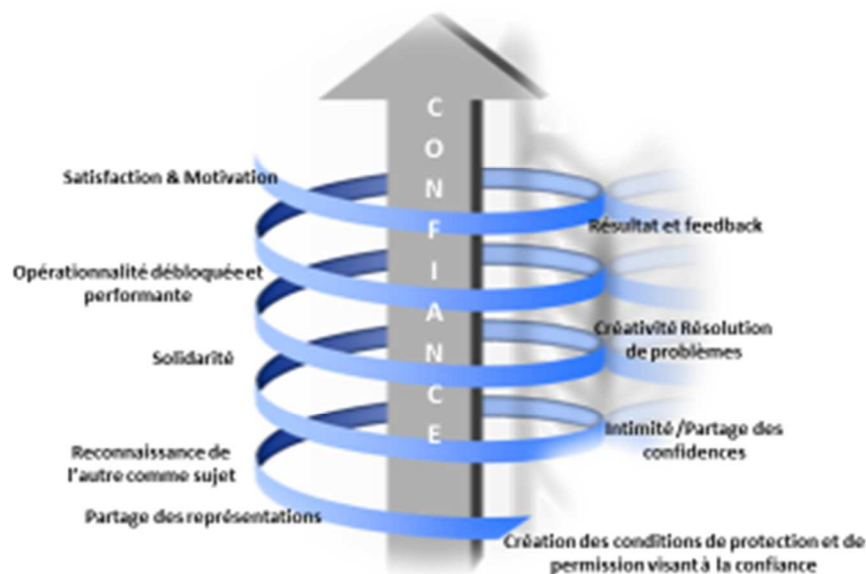 CONFIANCE
Satisfaction & Motivation
Résultat et feedback
Opérationnalité débloquée et
performante
Créativité Résolution
de problèmes
Solidarité
Intimité /Partage des
confidences
Reconnaissance de
l'autre comme sujet
Partage des représentations
Création des conditions de protection et de
permission visant à la confiance